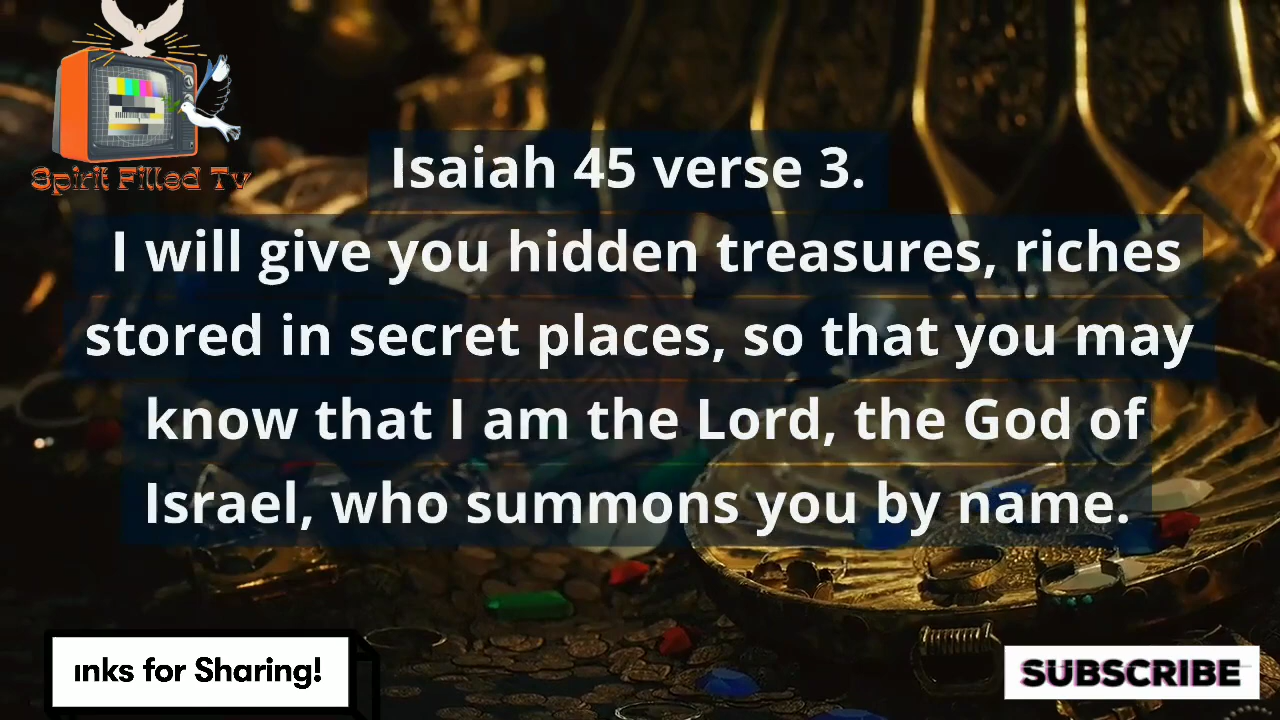 Spirit Filled Tv
Isaiah 45 verse 3.
I will give you hidden treasures, riches
stored in secret places, so that you may
know that I am the Lord, the God of
Israel, who summons you by name.
ınks for Sharing!
SUBSCRIBE